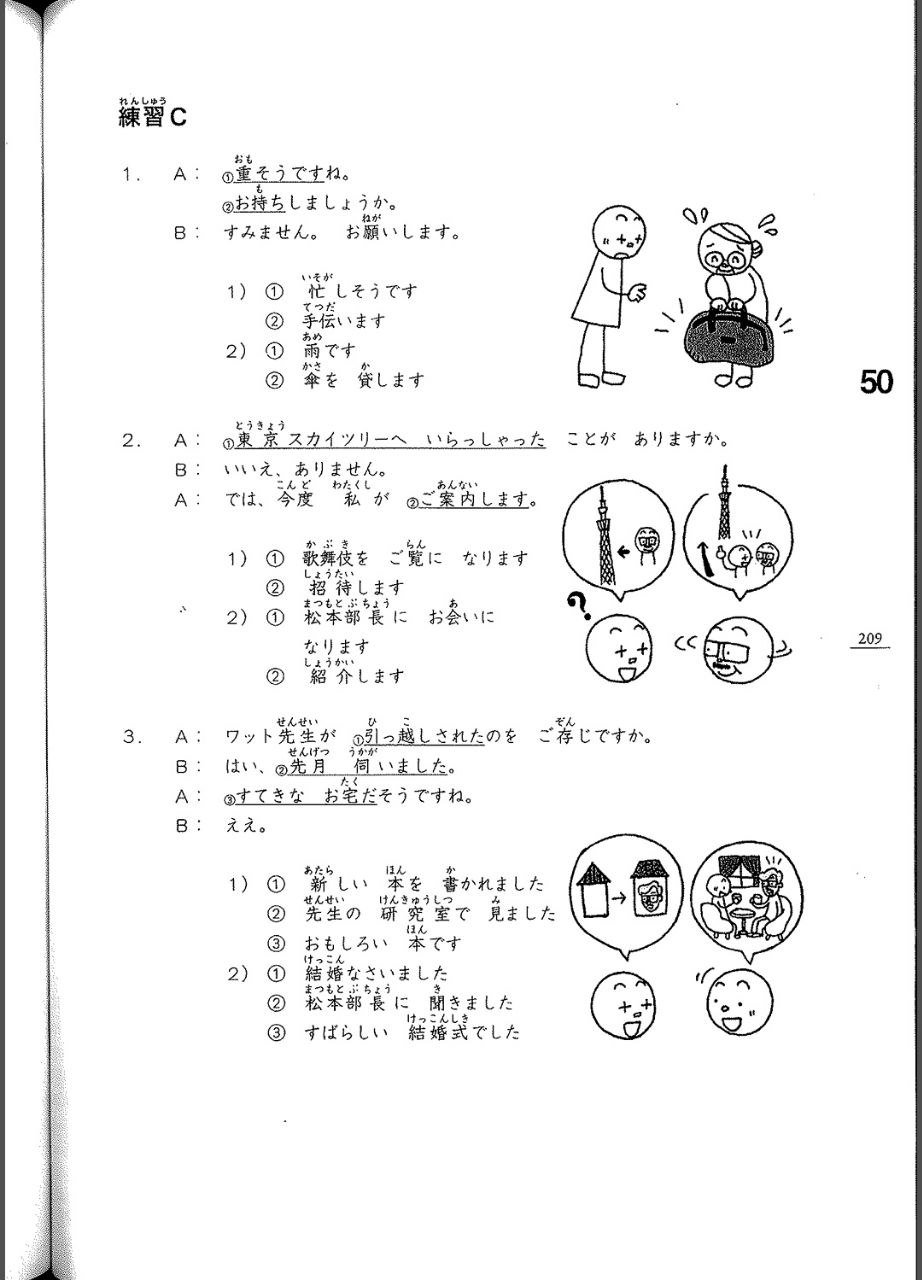 れんしゅう
練習C
1. A: ①重そうですね。
②お持ちしましょうか。
B: すみません。 お願いします。
1) ① 忙しそうです
② 手伝います
2) ① 雨です
② 傘を 貸します
50
2. A: ①東京スカイツリーへ いらっしゃった ことが ありますか。
B: いいえ、ありません。
A: では、今度 私が ②ご案内します。
1) ① 歌舞伎を ご覧に なります
② 招待します
2) ① 松本部長に お会いに
なります
② 紹介します
?
209
3. A: ワット先生が ①引っ越しされたのを ご存じですか。
B: はい、②先月 伺いました。
A: ③すてきな お宅だそうですね。
B: ええ。
1) ① 新しい 本を 書かれました
② 先生の 研究室で 見ました
③ おもしろい 本です
2) ① 結婚なさいました
② 松本部長に 聞きました
③ すばらしい 結婚式でした